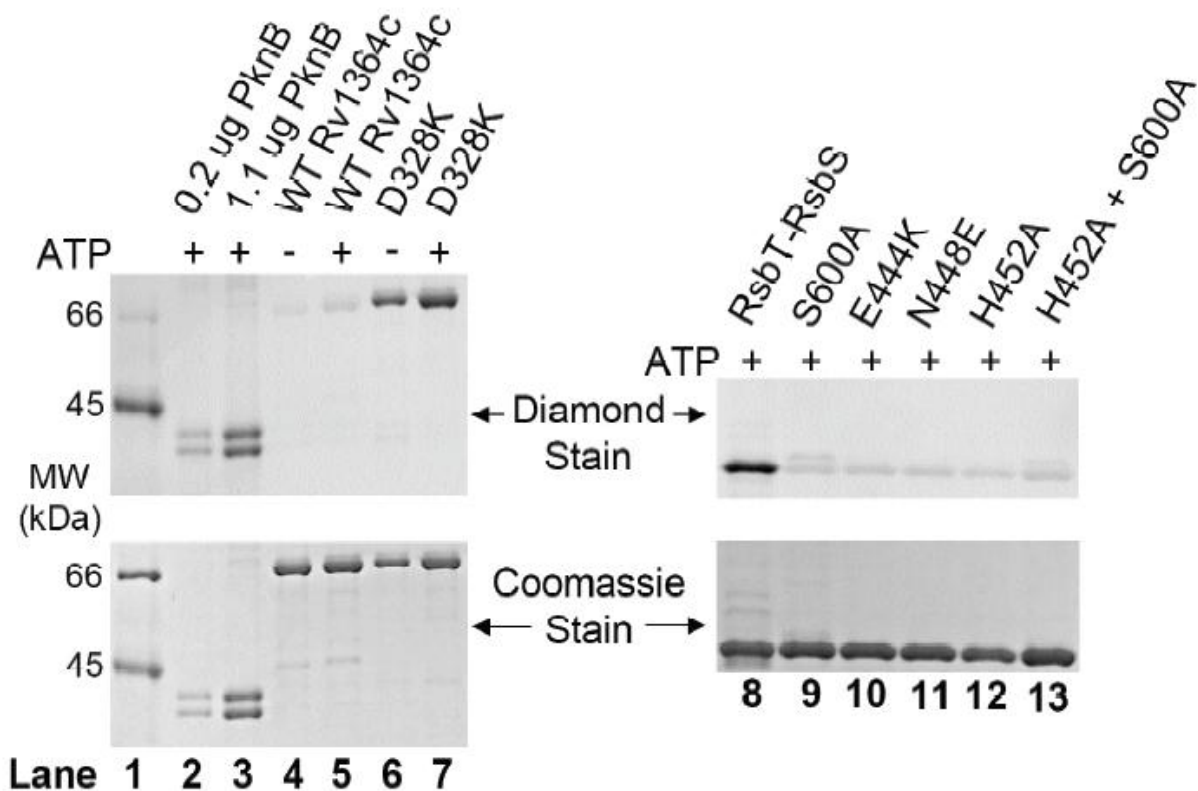 0.2 ug PknB
1.1 ug PknB
WT Rv1364c
WT Rv1364c
D328K
D328K
ATP + + - + - +
66
45
MW
(kDa)
66
45
Lane 1 2 3 4 5 6 7
Diamond
Stain
Coomassie
Stain
RsbT-RsbS
S600A
E444K
N448E
H452A
H452A + S600A
ATP + + + + + +
8 9 10 11 12 13